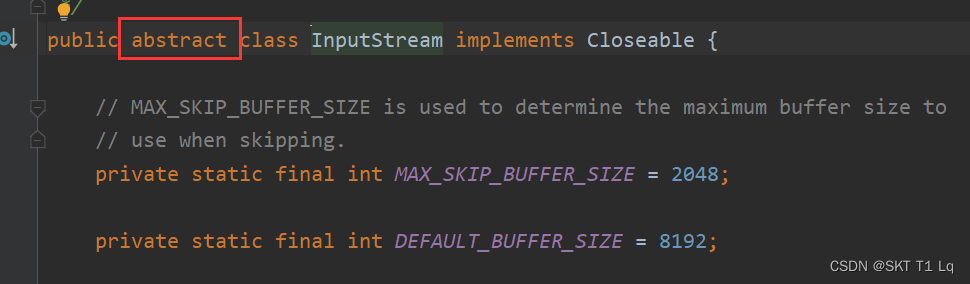 /
public abstract class InputStream implements Closeable {
// MAX_SKIP_BUFFER_SIZE is used to determine the maximum buffer size to
// use when skipping.
private static final int MAX_SKIP_BUFFER_SIZE = 2048;
private static final int DEFAULT_BUFFER_SIZE = 8192;
CSDN @SKT T1 Lq